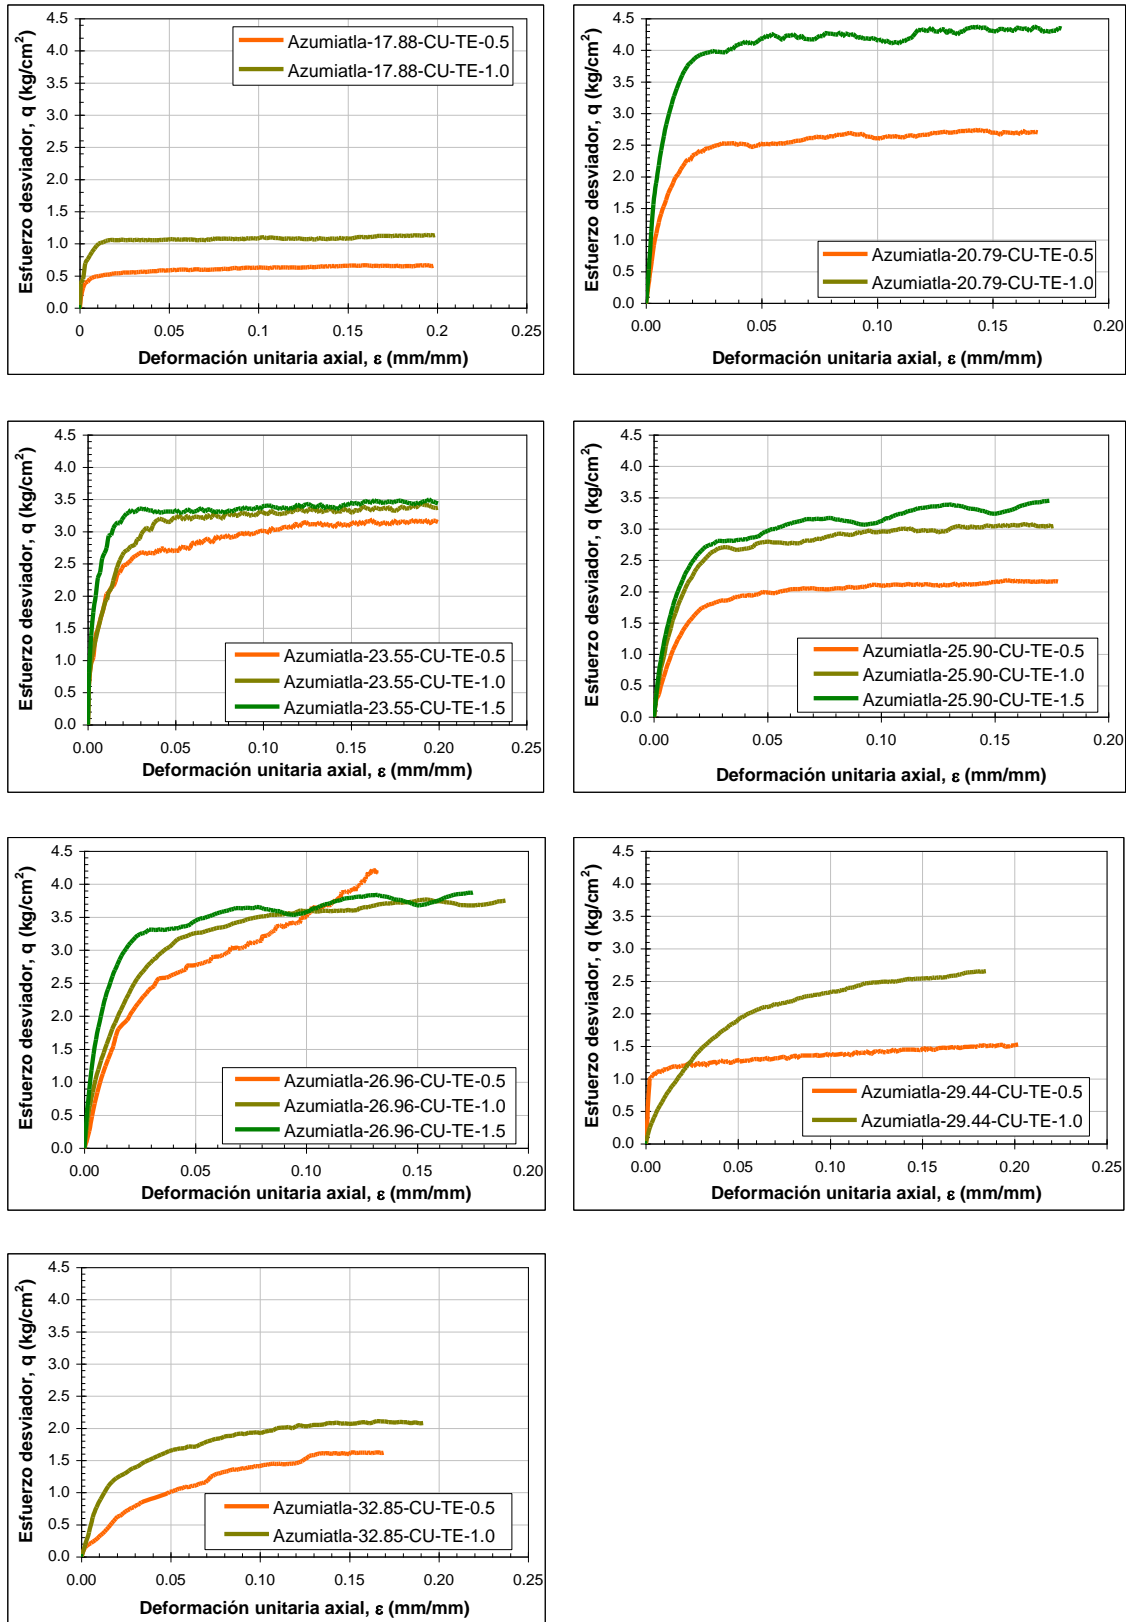 4.5
4.0
3.5
3.0
2.5
2.0
1.5
1.0
0.5
0.0
Esfuerzo desviador, q (kg/cm²)
Azumiatla-17.88-CU-TE-0.5
Azumiatla-17.88-CU-TE-1.0
0 0.05 0.1 0.15 0.2 0.25
Deformación unitaria axial, ε (mm/mm)
4.5
4.0
3.5
3.0
2.5
2.0
1.5
1.0
0.5
0.0
Esfuerzo desviador, q (kg/cm²)
Azumiatla-20.79-CU-TE-0.5
Azumiatla-20.79-CU-TE-1.0
0.00 0.05 0.10 0.15 0.20
Deformación unitaria axial, ε (mm/mm)
4.5
4.0
3.5
3.0
2.5
2.0
1.5
1.0
0.5
0.0
Esfuerzo desviador, q (kg/cm²)
Azumiatla-23.55-CU-TE-0.5
Azumiatla-23.55-CU-TE-1.0
Azumiatla-23.55-CU-TE-1.5
0.00 0.05 0.10 0.15 0.20 0.25
Deformación unitaria axial, ε (mm/mm)
4.5
4.0
3.5
3.0
2.5
2.0
1.5
1.0
0.5
0.0
Esfuerzo desviador, q (kg/cm²)
Azumiatla-25.90-CU-TE-0.5
Azumiatla-25.90-CU-TE-1.0
Azumiatla-25.90-CU-TE-1.5
0.00 0.05 0.10 0.15 0.20
Deformación unitaria axial, ε (mm/mm)
4.5
4.0
3.5
3.0
2.5
2.0
1.5
1.0
0.5
0.0
Esfuerzo desviador, q (kg/cm²)
Azumiatla-26.96-CU-TE-0.5
Azumiatla-26.96-CU-TE-1.0
Azumiatla-26.96-CU-TE-1.5
0.00 0.05 0.10 0.15 0.20
Deformación unitaria axial, ε (mm/mm)
4.5
4.0
3.5
3.0
2.5
2.0
1.5
1.0
0.5
0.0
Esfuerzo desviador, q (kg/cm²)
Azumiatla-29.44-CU-TE-0.5
Azumiatla-29.44-CU-TE-1.0
0.00 0.05 0.10 0.15 0.20 0.25
Deformación unitaria axial, ε (mm/mm)
4.5
4.0
3.5
3.0
2.5
2.0
1.5
1.0
0.5
0.0
Esfuerzo desviador, q (kg/cm²)
Azumiatla-32.85-CU-TE-0.5
Azumiatla-32.85-CU-TE-1.0
0.00 0.05 0.10 0.15 0.20 0.25
Deformación unitaria axial, ε (mm/mm)